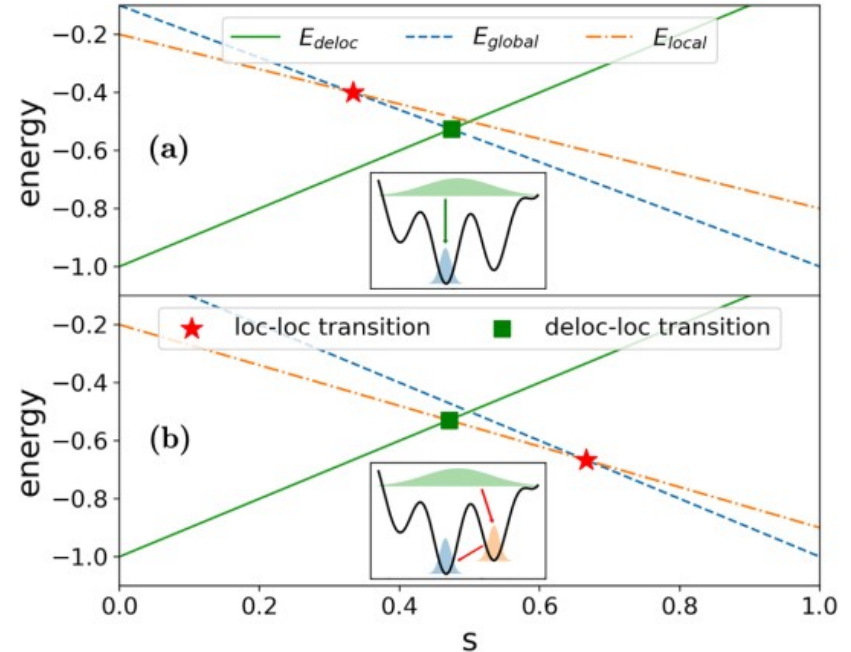 E_deloc E_global E_local
−0.2
−0.4
−0.6
−0.8
−1.0
energy
(a)
loc-loc transition deloc-loc transition
−0.2
−0.4
−0.6
−0.8
−1.0
energy
(b)
0.0 0.2 0.4 0.6 0.8 1.0
s